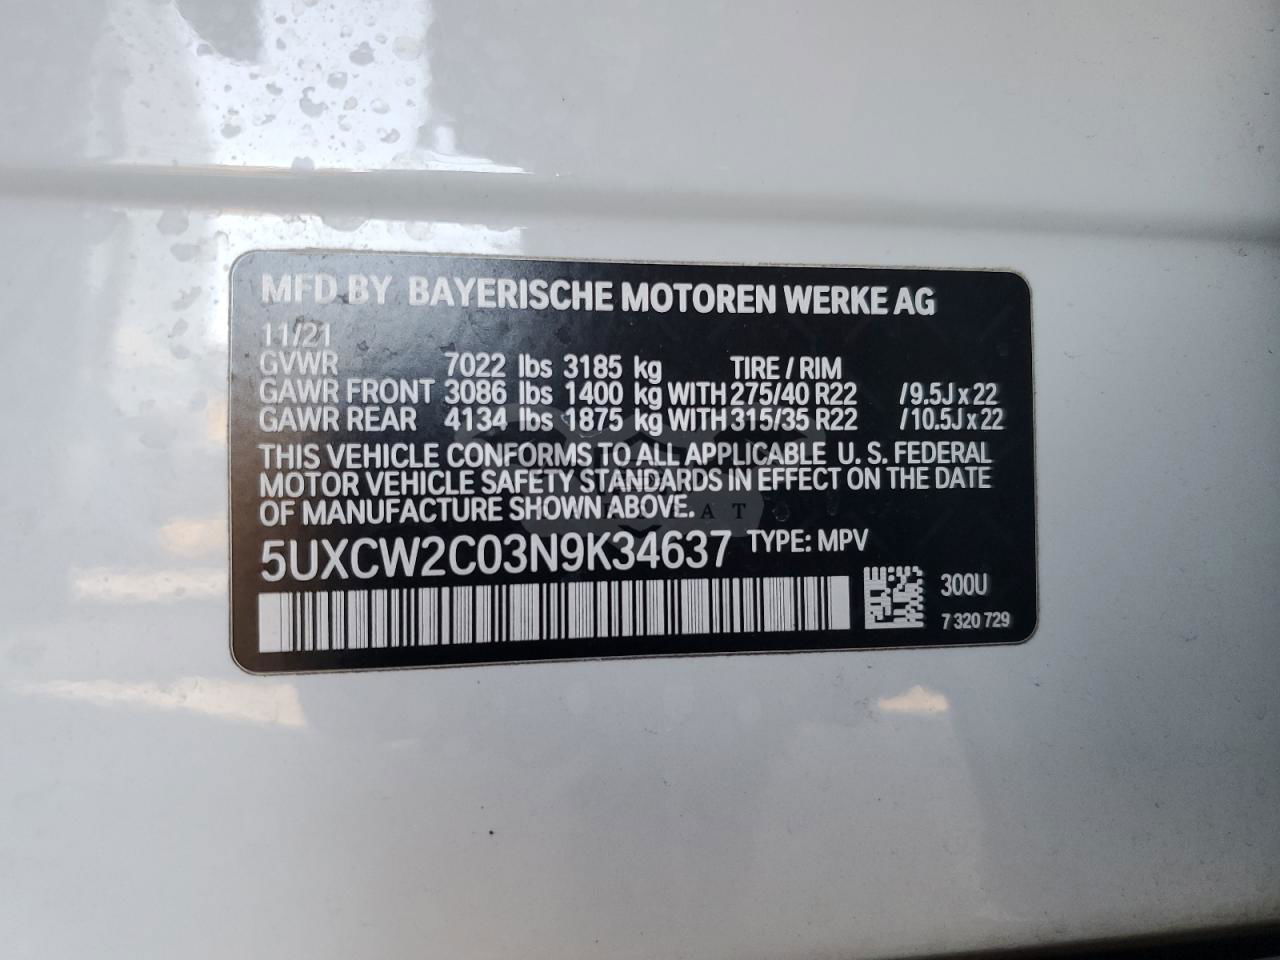 MFD BY BAYERISCHE MOTOREN WERKE AG
11/21
GVWR 7022 lbs 3185 kg TIRE / RIM
GAWR FRONT 3086 lbs 1400 kg WITH 275/40 R22 /9.5J x 22
GAWR REAR 4134 lbs 1875 kg WITH 315/35 R22 /10.5J x 22
THIS VEHICLE CONFORMS TO ALL APPLICABLE U. S. FEDERAL
MOTOR VEHICLE SAFETY STANDARDS IN EFFECT ON THE DATE
OF MANUFACTURE SHOWN ABOVE.
5UXCW2C03N9K34637 TYPE: MPV
300U
7 320 729